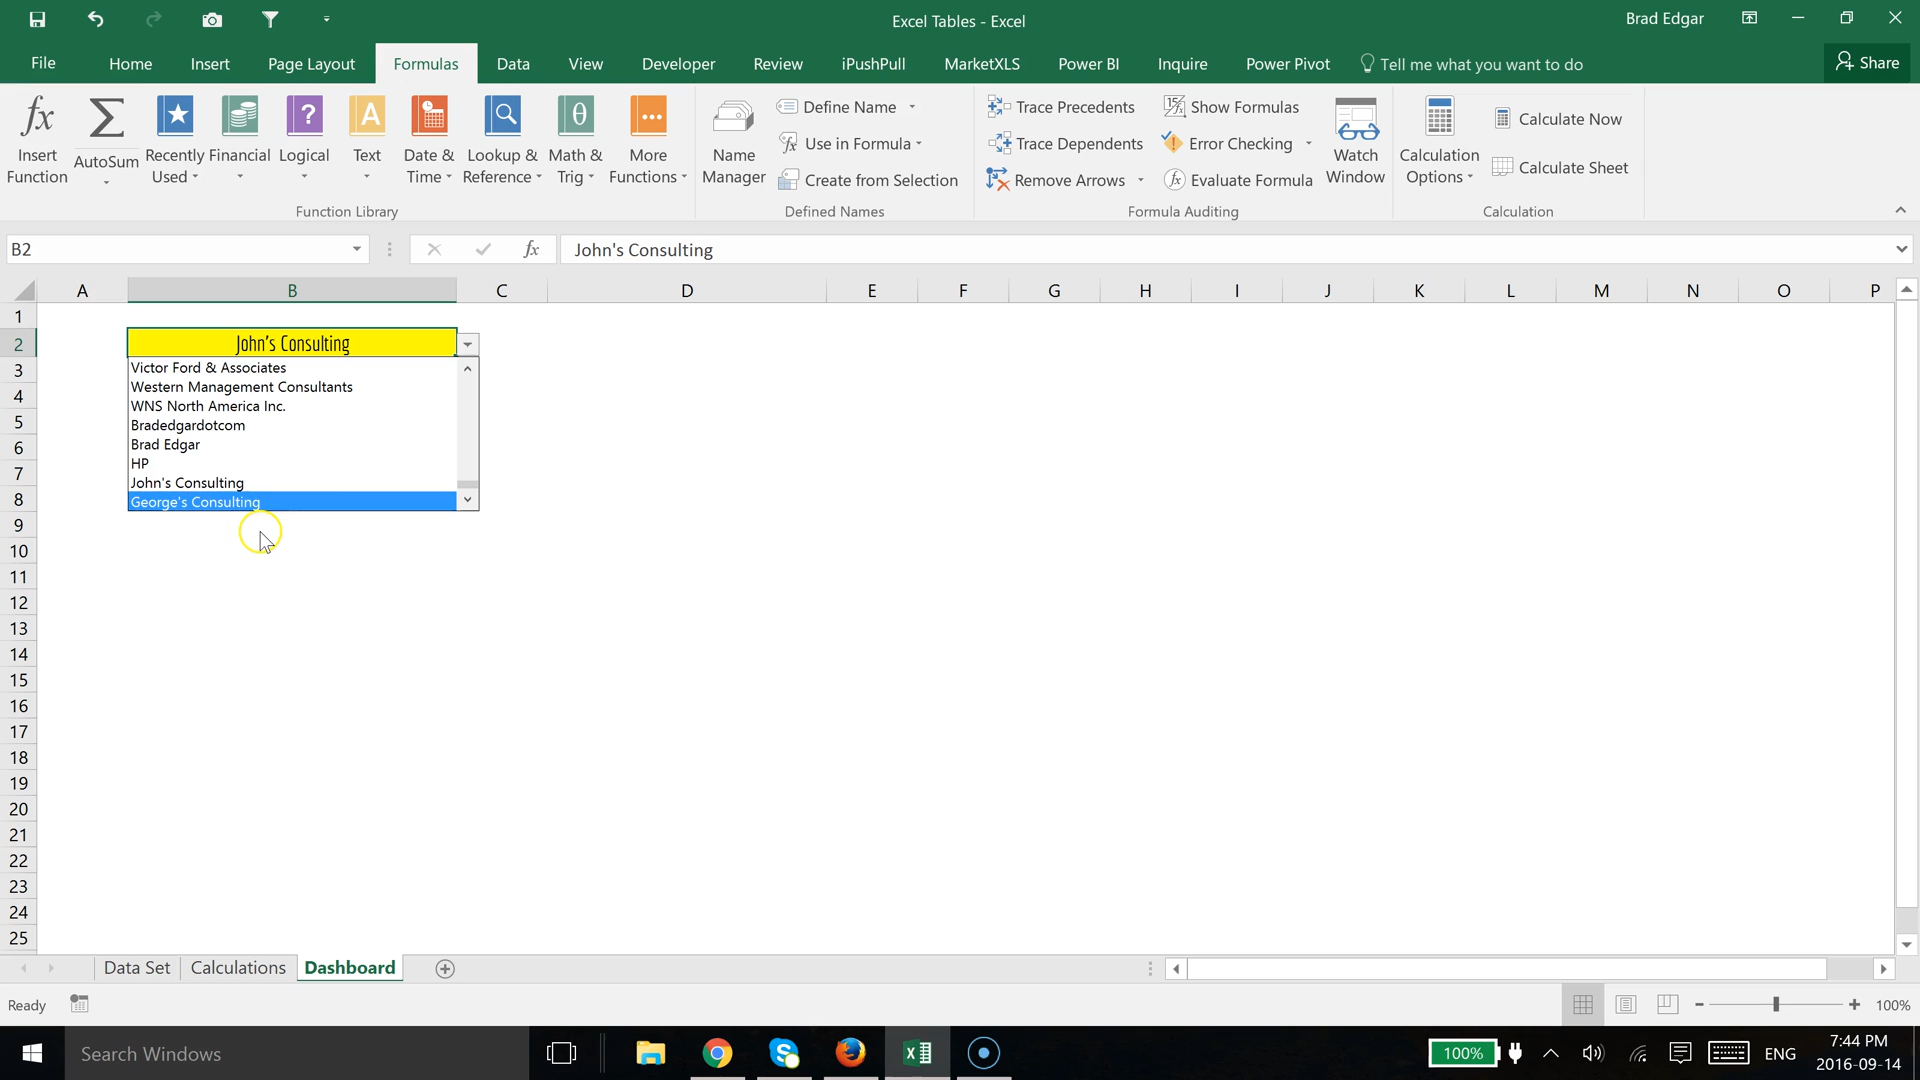 Excel Tables - Excel
Brad Edgar
File Home Insert Page Layout Formulas Data View Developer Review iPushPull MarketXLS Power BI Inquire Power Pivot Tell me what you want to do Share
Insert Function
AutoSum
Recently Used
Financial
Logical
Text
Date & Time
Lookup & Reference
Math & Trig
More Functions
Function Library
Name Manager
Define Name
Use in Formula
Create from Selection
Defined Names
Trace Precedents
Trace Dependents
Remove Arrows
Show Formulas
Error Checking
Evaluate Formula
Watch Window
Formula Auditing
Calculation Options
Calculate Now
Calculate Sheet
Calculation
B2
fx
John's Consulting
A B C D E F G H I J K L M N O P
1
2 John's Consulting
Victor Ford & Associates
Western Management Consultants
WNS North America Inc.
Bradedgardotcom
Brad Edgar
HP
John's Consulting
George's Consulting
3
4
5
6
7
8
9
10
11
12
13
14
15
16
17
18
19
20
21
22
23
24
25
Data Set Calculations Dashboard
Ready
100%
Search Windows
100%
ENG
7:44 PM
2016-09-14